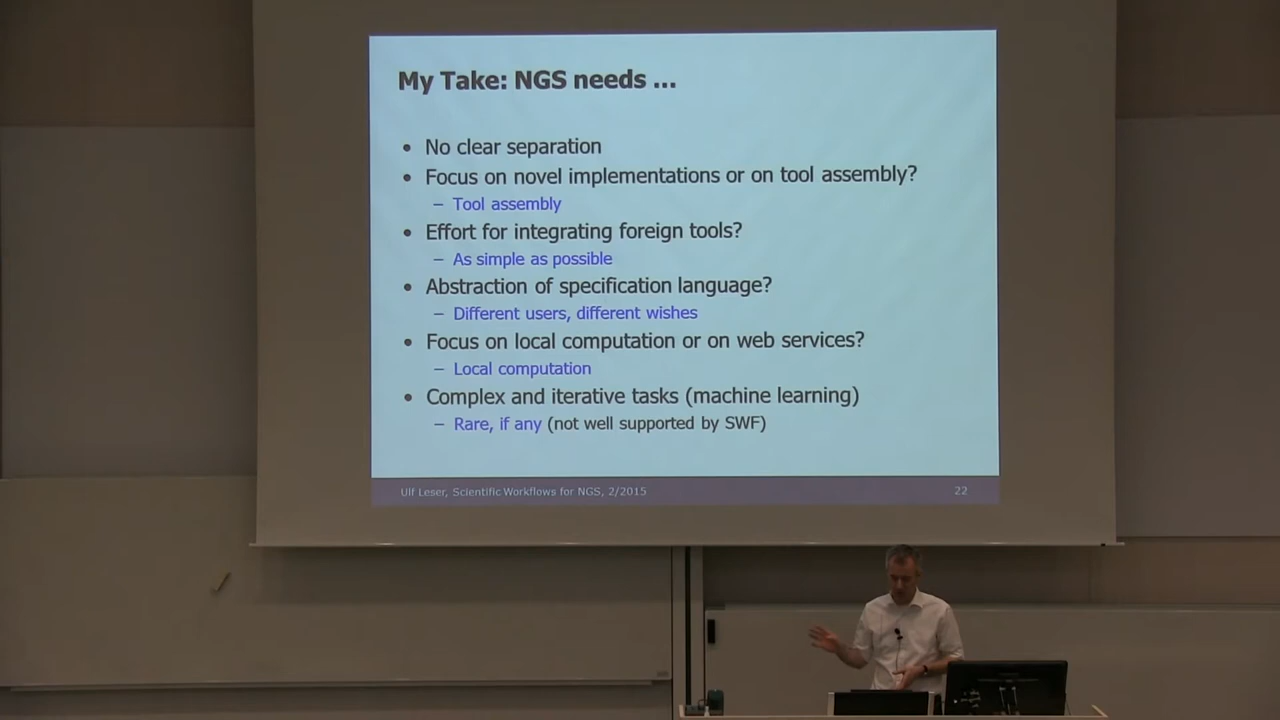 My Take: NGS needs ...
• No clear separation
• Focus on novel implementations or on tool assembly?
– Tool assembly
• Effort for integrating foreign tools?
– As simple as possible
• Abstraction of specification language?
– Different users, different wishes
• Focus on local computation or on web services?
– Local computation
• Complex and iterative tasks (machine learning)
– Rare, if any (not well supported by SWF)
Ulf Leser, Scientific Workflows for NGS, 2/2015 22